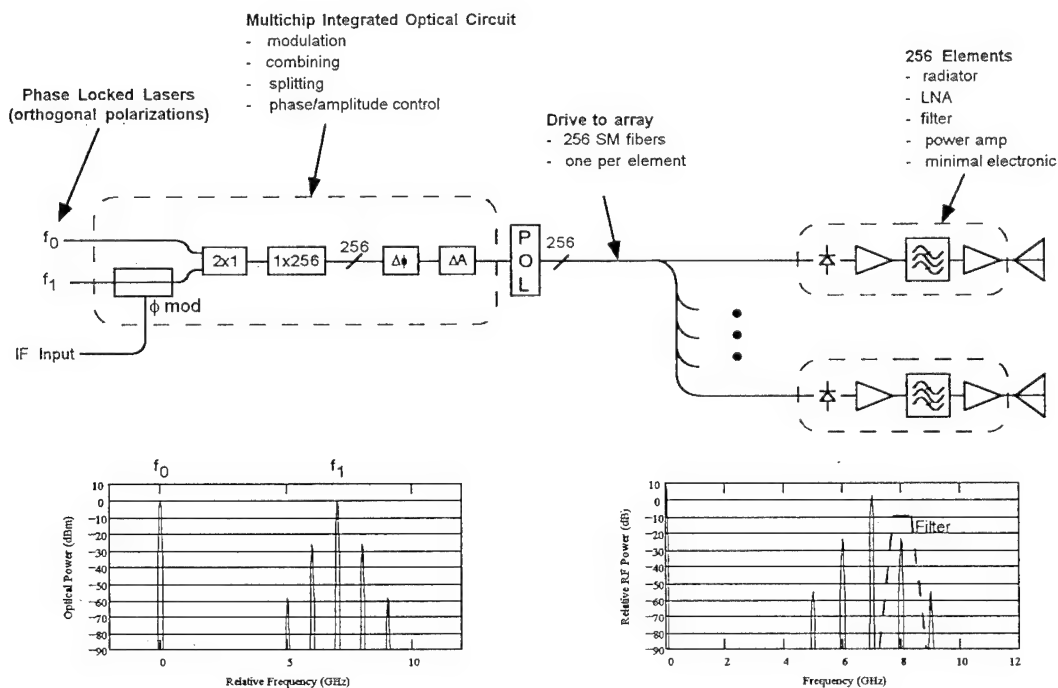 Multichip Integrated Optical Circuit
- modulation
- combining
- splitting
- phase/amplitude control
256 Elements
- radiator
- LNA
- filter
- power amp
- minimal electronic
Phase Locked Lasers
(orthogonal polarizations)
Drive to array
- 256 SM fibers
- one per element
f0
f1
2x1
1x256
256
Δϕ
ΔA
POL
256
ϕ mod
IF Input
f0
f1
10
0
-10
-20
-30
-40
-50
-60
-70
-80
-90
Optical Power (dBm)
0
5
10
Relative Frequency (GHz)
10
0
-10
-20
-30
-40
-50
-60
-70
-80
-90
Relative RF Power (dB)
Filter
0
2
4
6
8
10
12
Frequency (GHz)